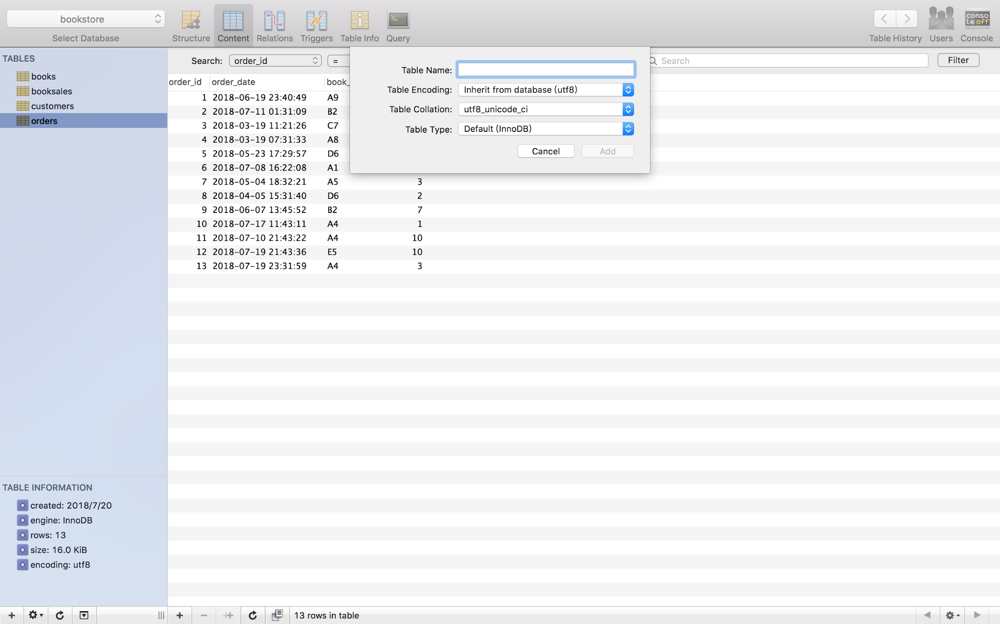 bookstore
Select Database
Structure
Content
Relations
Triggers
Table Info
Query
Table History
Users
conso
le off
Console
TABLES
books
booksales
customers
orders
Search: order_id =
Search
Filter
order_id order_date book_
1 2018-06-19 23:40:49 A9
2 2018-07-11 01:31:09 B2
3 2018-03-19 11:21:26 C7
4 2018-03-19 07:31:33 A8
5 2018-05-23 17:29:57 D6
6 2018-07-08 16:22:08 A1
7 2018-05-04 18:32:21 A5 3
8 2018-04-05 15:31:40 D6 2
9 2018-06-07 13:45:52 B2 7
10 2018-07-17 11:43:11 A4 1
11 2018-07-10 21:43:22 A4 10
12 2018-07-19 21:43:36 E5 10
13 2018-07-19 23:31:59 A4 3
Table Name:
Table Encoding: Inherit from database (utf8)
Table Collation: utf8_unicode_ci
Table Type: Default (InnoDB)
Cancel Add
TABLE INFORMATION
created: 2018/7/20
engine: InnoDB
rows: 13
size: 16.0 KiB
encoding: utf8
13 rows in table